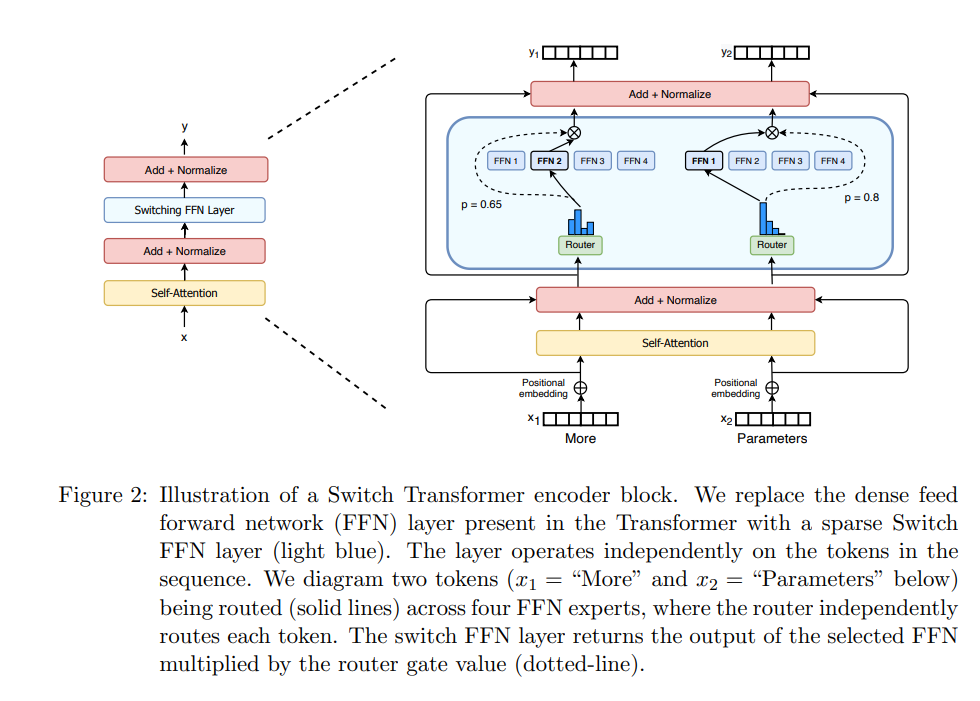 y
Add + Normalize
Switching FFN Layer
Add + Normalize
Self-Attention
x
y1 y2
Add + Normalize
FFN 1 FFN 2 FFN 3 FFN 4 FFN 1 FFN 2 FFN 3 FFN 4
p = 0.65 p = 0.8
Router Router
Add + Normalize
Self-Attention
Positional embedding Positional embedding
x1 x2
More Parameters
Figure 2: Illustration of a Switch Transformer encoder block. We replace the dense feed
forward network (FFN) layer present in the Transformer with a sparse Switch
FFN layer (light blue). The layer operates independently on the tokens in the
sequence. We diagram two tokens (x1 = “More” and x2 = “Parameters” below)
being routed (solid lines) across four FFN experts, where the router independently
routes each token. The switch FFN layer returns the output of the selected FFN
multiplied by the router gate value (dotted-line).